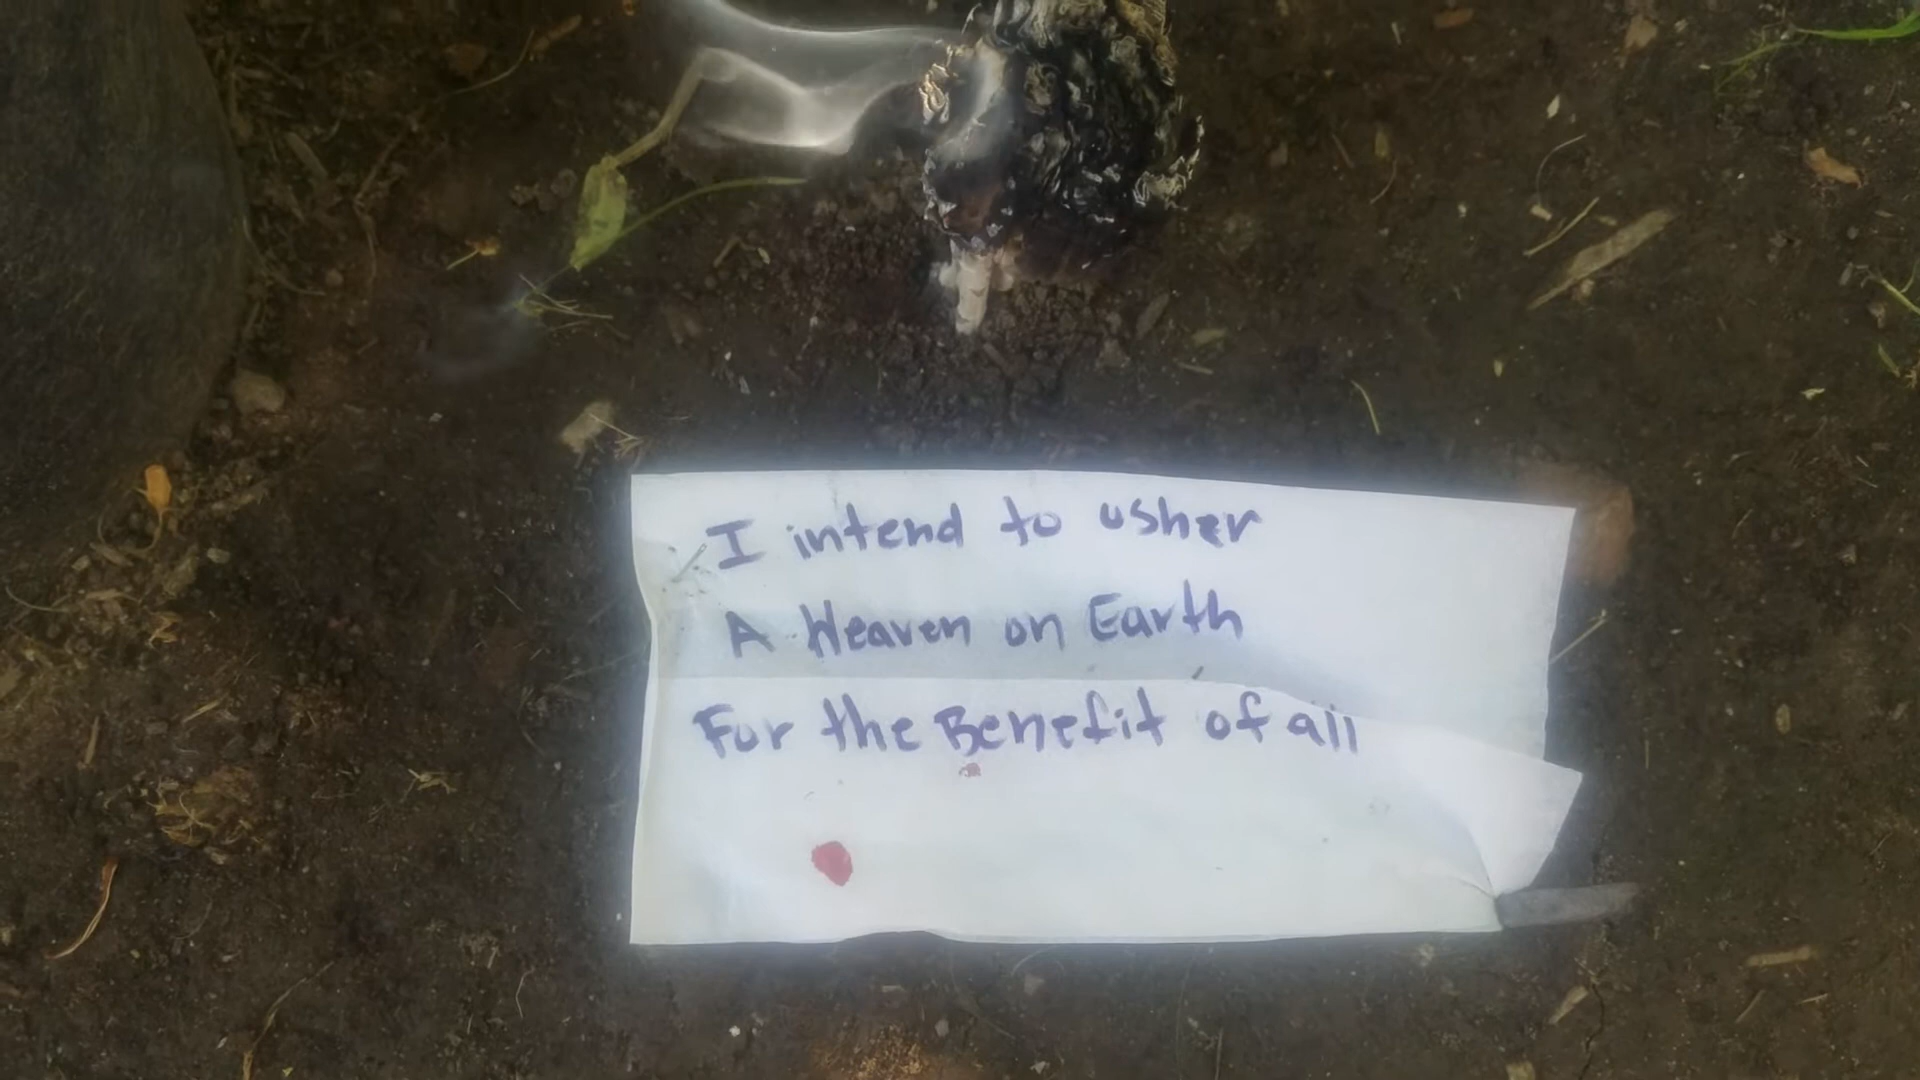 I intend to usher
A Heaven on Earth
For the Benefit of all